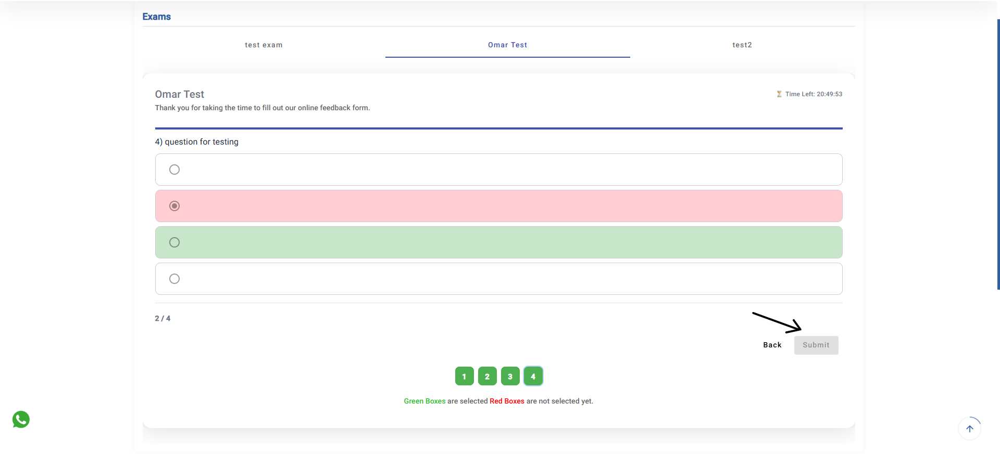 Exams
test exam
Omar Test
test2
Omar Test
Time Left: 20:49:53
Thank you for taking the time to fill out our online feedback form.
4) question for testing
2 / 4
Back
Submit
1 2 3 4
Green Boxes are selected Red Boxes are not selected yet.